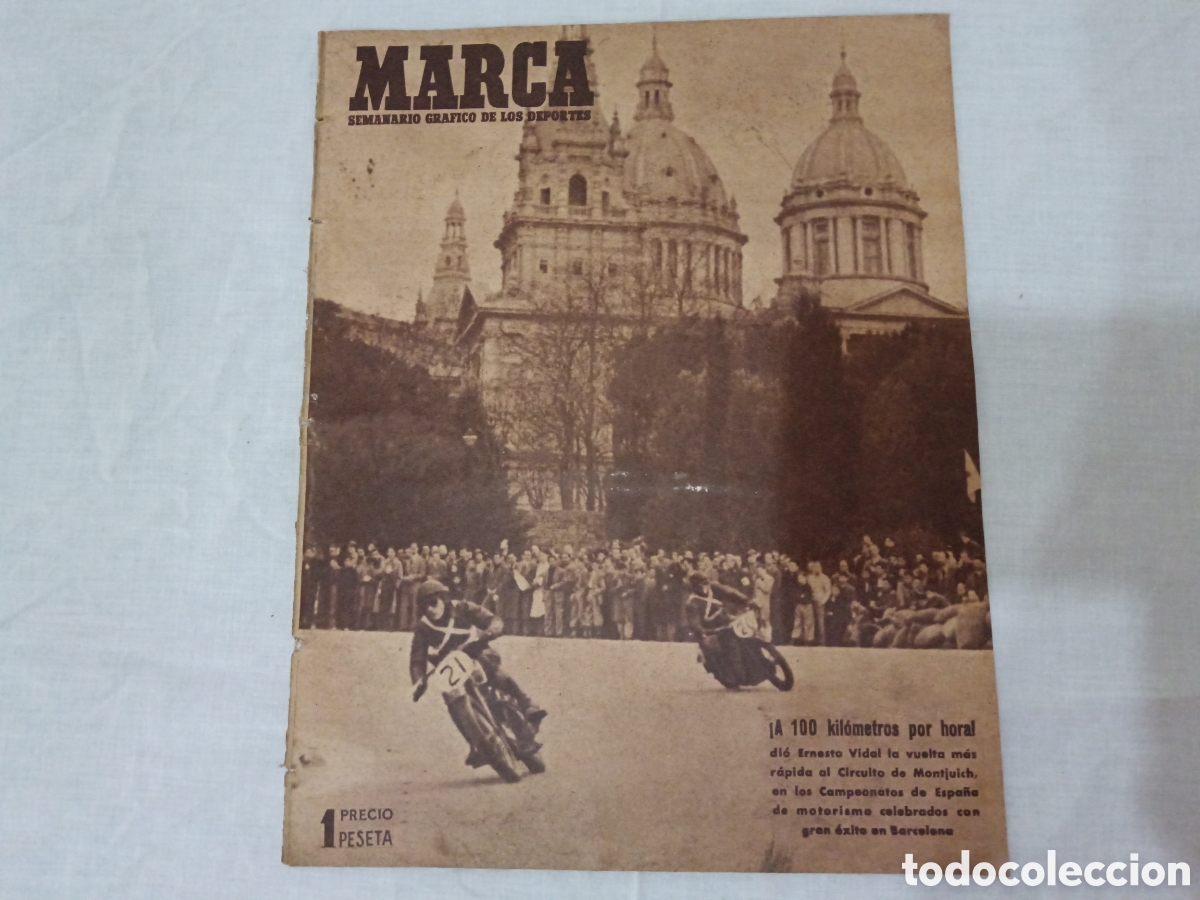 MARCA
SEMANARIO GRAFICO DE LOS DEPORTES
21
¡A 100 kilómetros por hora!
dió Ernesto Vidal la vuelta más
rápida al Circuito de Montjuich,
en los Campeonatos de España
de motorismo celebrados con
gran éxito en Barcelona
1 PRECIO
PESETA
todocoleccion